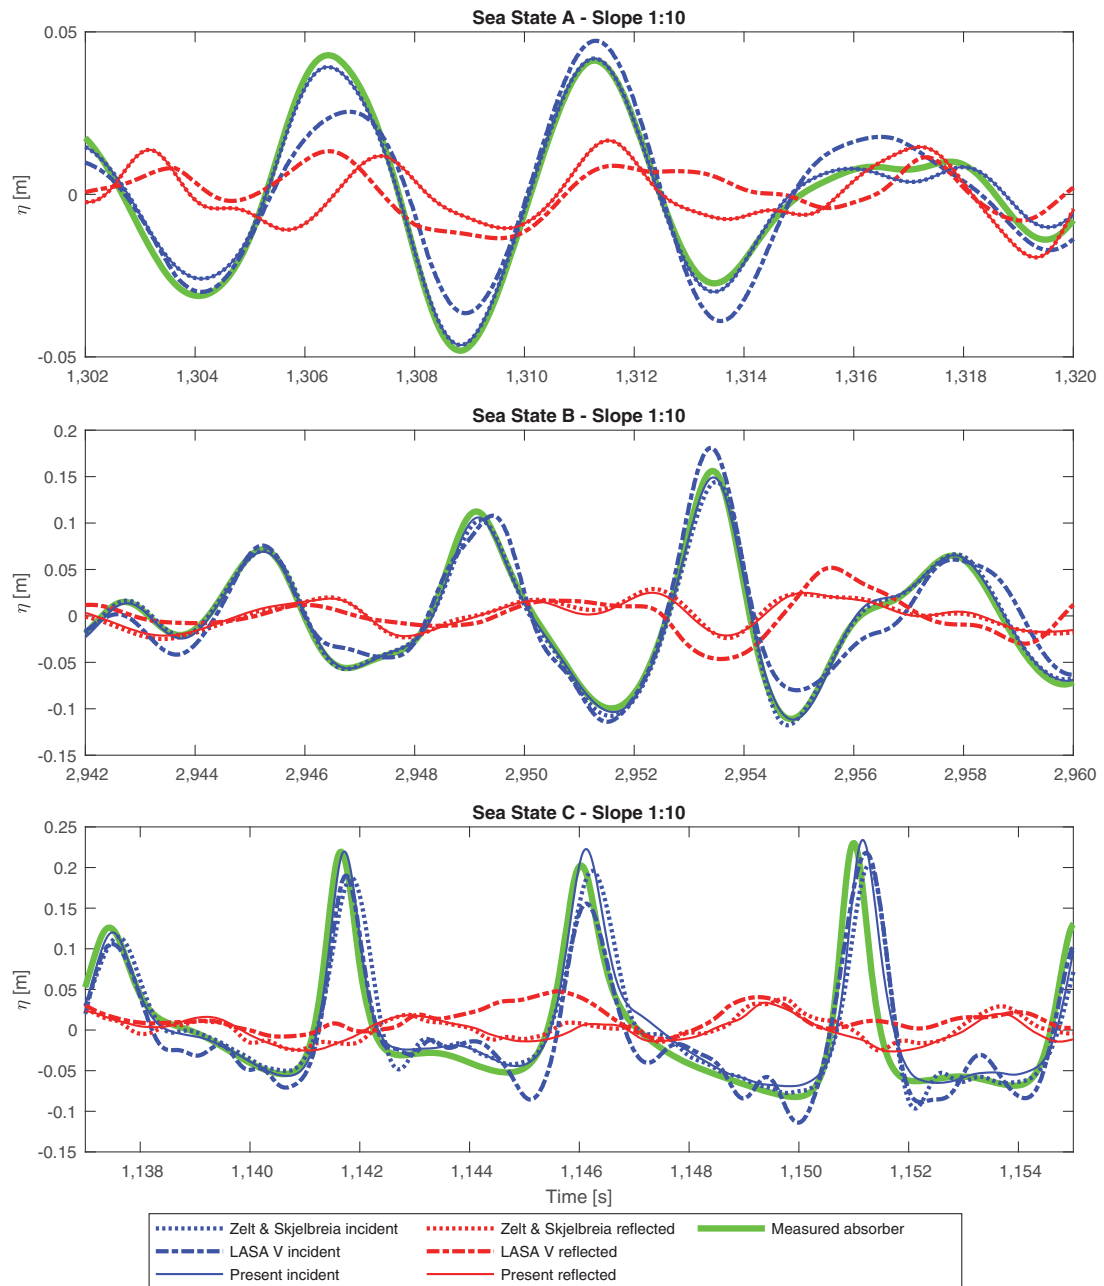 Sea State A - Slope 1:10
0.05
0
-0.05
η [m]
1,302 1,304 1,306 1,308 1,310 1,312 1,314 1,316 1,318 1,320
Sea State B - Slope 1:10
0.2
0.15
0.1
0.05
0
-0.05
-0.1
-0.15
η [m]
2,942 2,944 2,946 2,948 2,950 2,952 2,954 2,956 2,958 2,960
Sea State C - Slope 1:10
0.25
0.2
0.15
0.1
0.05
0
-0.05
-0.1
-0.15
η [m]
1,138 1,140 1,142 1,144 1,146 1,148 1,150 1,152 1,154
Time [s]
Zelt & Skjelbreia incident Zelt & Skjelbreia reflected Measured absorber
LASA V incident LASA V reflected
Present incident Present reflected